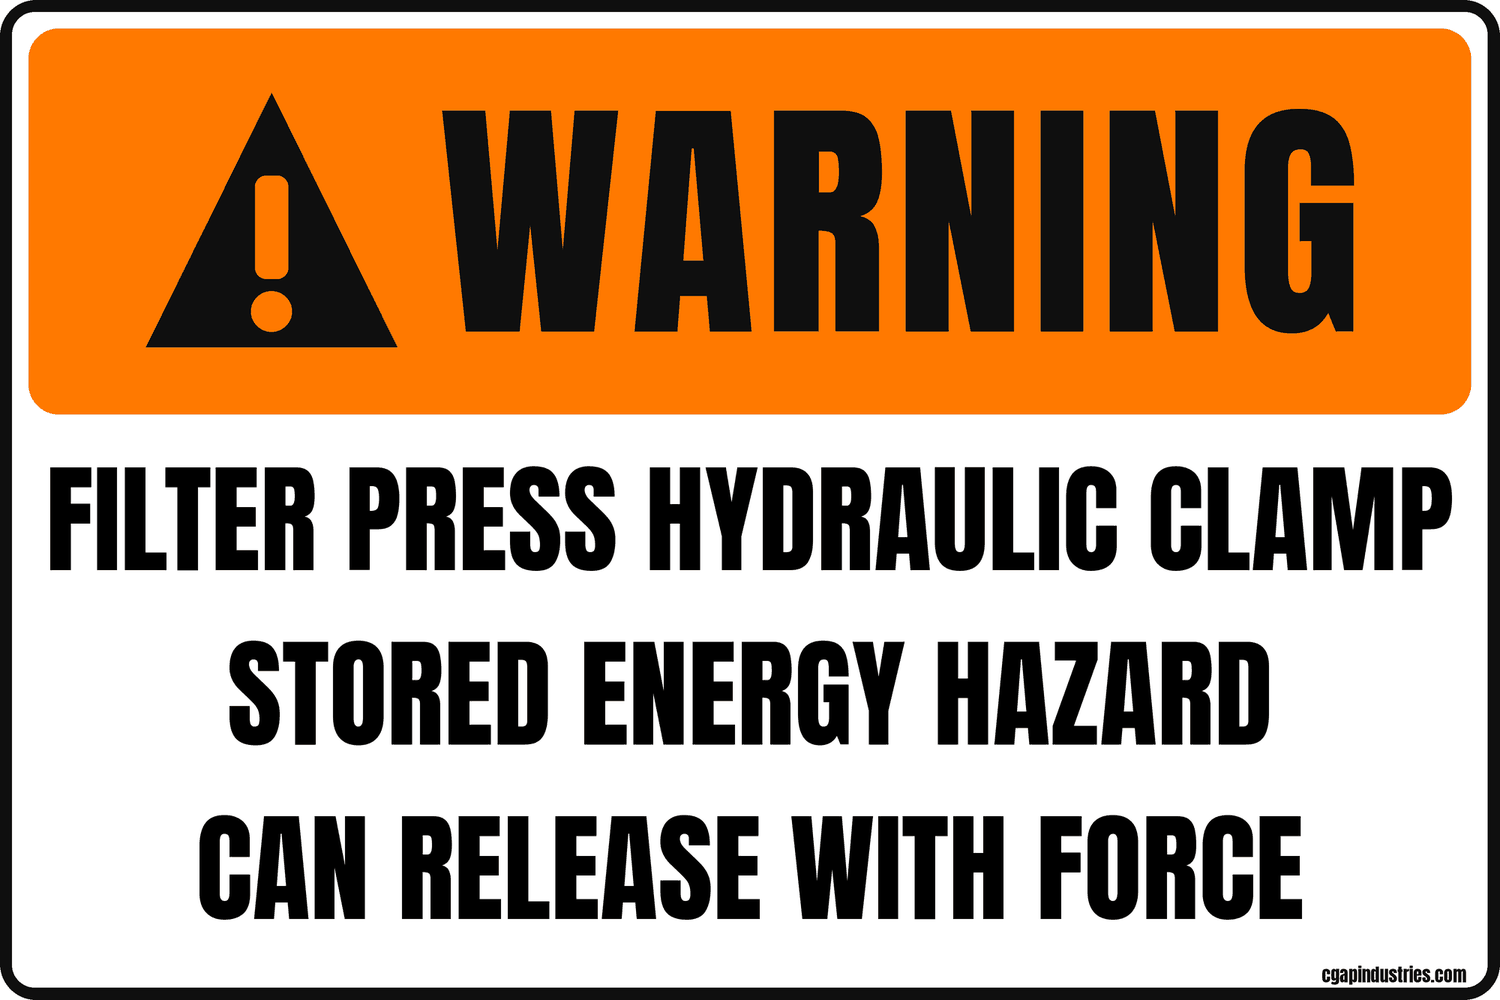 WARNING
FILTER PRESS HYDRAULIC CLAMP
STORED ENERGY HAZARD
CAN RELEASE WITH FORCE
cgapindustries.com